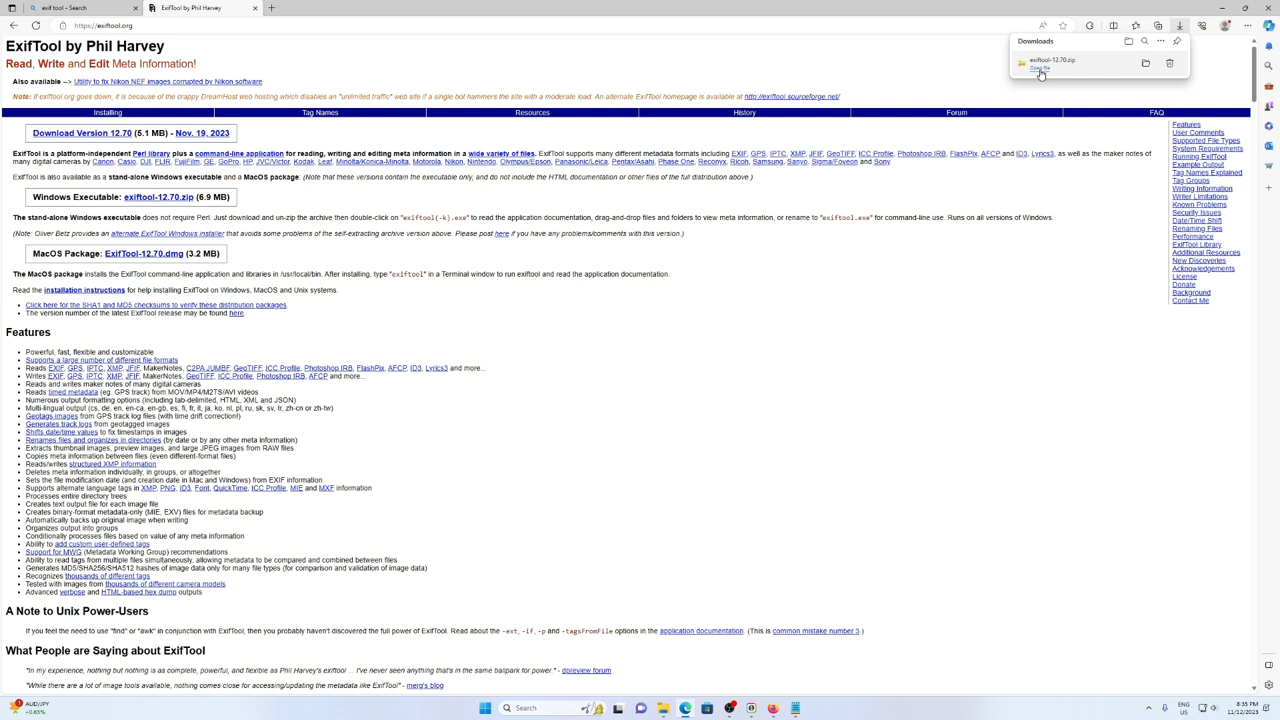 exif tool - Search
ExifTool by Phil Harvey
https://exiftool.org
Downloads
exiftool-12.70.zip
Open file
ExifTool by Phil Harvey
Read, Write and Edit Meta Information!
Also available --> Utility to fix Nikon NEF images corrupted by Nikon software
Note: If exiftool.org goes down, it is because of the crappy DreamHost web hosting which disables an "unlimited traffic" web site if a single bot hammers the site with a moderate load. An alternate ExifTool homepage is available at http://exiftool.sourceforge.net/
Installing Tag Names Resources History Forum FAQ
Download Version 12.70 (5.1 MB) - Nov. 19, 2023
ExifTool is a platform-independent Perl library plus a command-line application for reading, writing and editing meta information in a wide variety of files. ExifTool supports many different metadata formats including EXIF, GPS, IPTC, XMP, JFIF, GeoTIFF, ICC Profile, Photoshop IRB, FlashPix, AFCP and ID3, Lyrics3, as well as the maker notes of
many digital cameras by Canon, Casio, DJI, FLIR, FujiFilm, GE, GoPro, HP, JVC/Victor, Kodak, Leaf, Minolta/Konica-Minolta, Motorola, Nikon, Nintendo, Olympus/Epson, Panasonic/Leica, Pentax/Asahi, Phase One, Reconyx, Ricoh, Samsung, Sanyo, Sigma/Foveon and Sony.
ExifTool is also available as a stand-alone Windows executable and a MacOS package: (Note that these versions contain the executable only, and do not include the HTML documentation or other files of the full distribution above.)
Windows Executable: exiftool-12.70.zip (6.9 MB)
The stand-alone Windows executable does not require Perl. Just download and un-zip the archive then double-click on "exiftool(-k).exe" to read the application documentation, drag-and-drop files and folders to view meta information, or rename to "exiftool.exe" for command-line use. Runs on all versions of Windows.
(Note: Oliver Betz provides an alternate ExifTool Windows installer that avoids some problems of the self-extracting archive version above. Please post here if you have any problems/comments with this version.)
MacOS Package: ExifTool-12.70.dmg (3.2 MB)
The MacOS package installs the ExifTool command-line application and libraries in /usr/local/bin. After installing, type "exiftool" in a Terminal window to run exiftool and read the application documentation.
Read the installation instructions for help installing ExifTool on Windows, MacOS and Unix systems.
• Click here for the SHA1 and MD5 checksums to verify these distribution packages.
• The version number of the latest ExifTool release may be found here.
Features
User Comments
Supported File Types
System Requirements
Running ExifTool
Example Output
Tag Names Explained
Tag Groups
Writing Information
Writer Limitations
Known Problems
Security Issues
Date/Time Shift
Renaming Files
Performance
ExifTool Library
Additional Resources
New Discoveries
Acknowledgements
License
Donate
Background
Contact Me
Features
• Powerful, fast, flexible and customizable
• Supports a large number of different file formats
• Reads EXIF, GPS, IPTC, XMP, JFIF, MakerNotes, C2PA JUMBF, GeoTIFF, ICC Profile, Photoshop IRB, FlashPix, AFCP, ID3, Lyrics3 and more...
• Writes EXIF, GPS, IPTC, XMP, JFIF, MakerNotes, GeoTIFF, ICC Profile, Photoshop IRB, AFCP and more...
• Reads and writes maker notes of many digital cameras
• Reads timed metadata (eg. GPS track) from MOV/MP4/M2TS/AVI videos
• Numerous output formatting options (including tab-delimited, HTML, XML and JSON)
• Multi-lingual output (cs, de, en, en-ca, en-gb, es, fi, fr, it, ja, ko, nl, pl, ru, sk, sv, tr, zh-cn or zh-tw)
• Geotags images from GPS track log files (with time drift correction!)
• Generates track logs from geotagged images
• Shifts date/time values to fix timestamps in images
• Renames files and organizes in directories (by date or by any other meta information)
• Extracts thumbnail images, preview images, and large JPEG images from RAW files
• Copies meta information between files (even different-format files)
• Reads/writes structured XMP information
• Deletes meta information individually, in groups, or altogether
• Sets the file modification date (and creation date in Mac and Windows) from EXIF information
• Supports alternate language tags in XMP, PNG, ID3, Font, QuickTime, ICC Profile, MIE and MXF information
• Processes entire directory trees
• Creates text output file for each image file
• Creates binary-format metadata-only (MIE, EXV) files for metadata backup
• Automatically backs up original image when writing
• Organizes output into groups
• Conditionally processes files based on value of any meta information
• Ability to add custom user-defined tags
• Support for MWG (Metadata Working Group) recommendations
• Ability to read tags from multiple files simultaneously, allowing metadata to be compared and combined between files
• Generates MD5/SHA256/SHA512 hashes of image data only for many file types (for comparison and validation of image data)
• Recognizes thousands of different tags
• Tested with images from thousands of different camera models
• Advanced verbose and HTML-based hex dump outputs
A Note to Unix Power-Users
If you feel the need to use "find" or "awk" in conjunction with ExifTool, then you probably haven't discovered the full power of ExifTool. Read about the -ext, -if, -p and -tagsFromFile options in the application documentation. (This is common mistake number 3.)
What People are Saying about ExifTool
"In my experience, nothing but nothing is as complete, powerful, and flexible as Phil Harvey's exiftool ... I've never seen anything that's in the same ballpark for power." - dpreview forum
"While there are a lot of image tools available, nothing comes close for accessing/updating the metadata like ExifTool" - merg's blog
AUD/JPY
+0.65%
Search
ENG
US
8:35 PM
11/12/2023